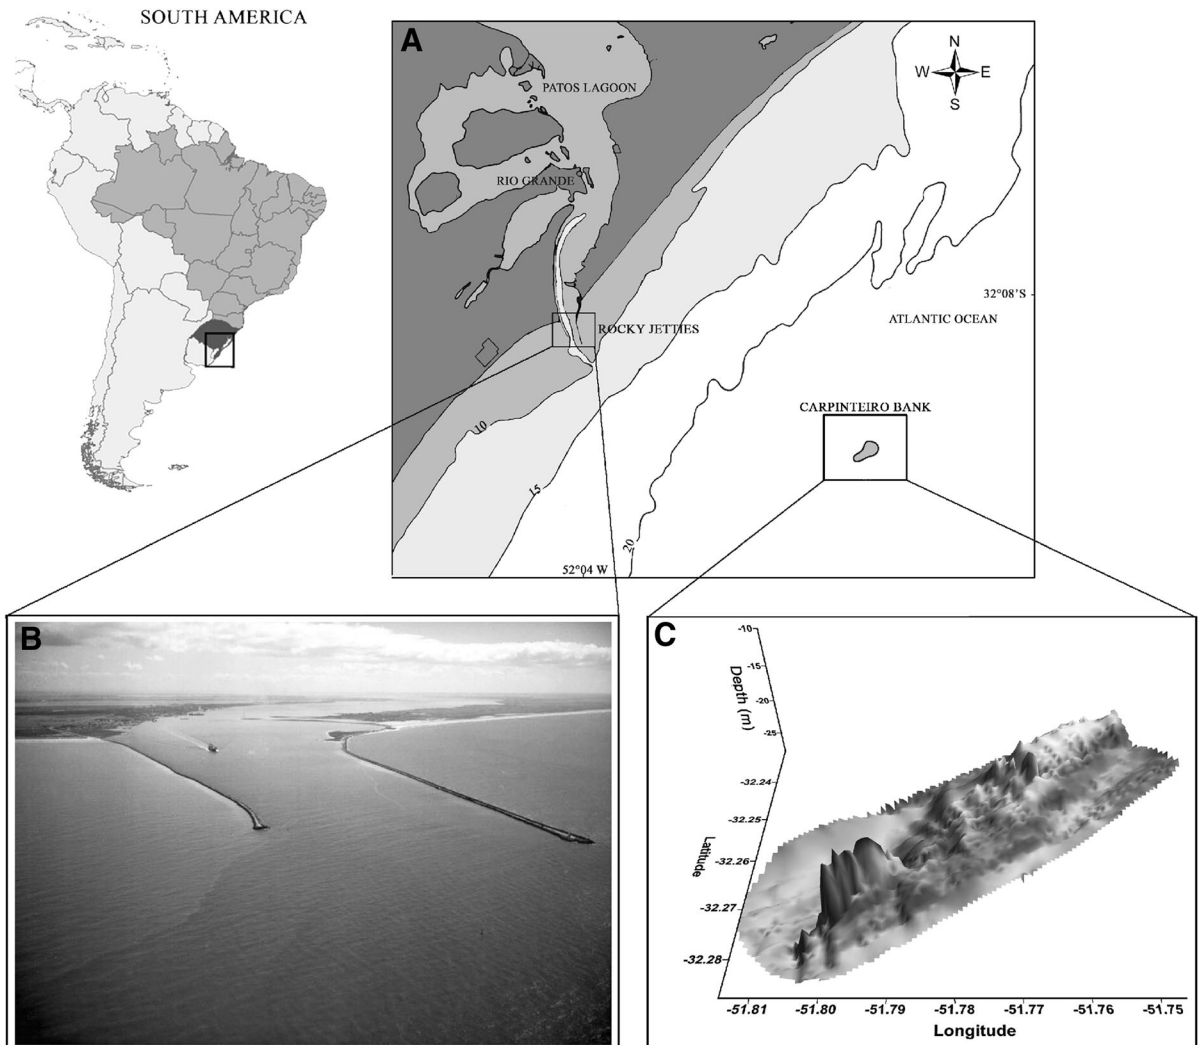 SOUTH AMERICA
A
N
W E
S
PATOS LAGOON
RIO GRANDE
32°08'S
ATLANTIC OCEAN
ROCKY JETTIES
CARPINTEIRO BANK
10
15
20
52°04 W
B
C
-10
-15
-20
-25
Depth (m)
-32.24
-32.25
-32.26
-32.27
-32.28
Latitude
-51.81 -51.80 -51.79 -51.78 -51.77 -51.76 -51.75
Longitude